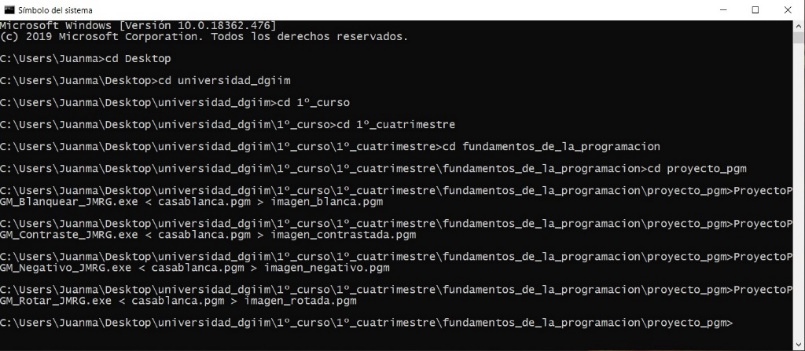 Símbolo del sistema
Microsoft Windows [Versión 10.0.18362.476]
(c) 2019 Microsoft Corporation. Todos los derechos reservados.
C:\Users\Juanma>cd Desktop
C:\Users\Juanma\Desktop>cd universidad_dgiim
C:\Users\Juanma\Desktop\universidad_dgiim>cd 1º_curso
C:\Users\Juanma\Desktop\universidad_dgiim\1º_curso>cd 1º_cuatrimestre
C:\Users\Juanma\Desktop\universidad_dgiim\1º_curso\1º_cuatrimestre>cd fundamentos_de_la_programacion
C:\Users\Juanma\Desktop\universidad_dgiim\1º_curso\1º_cuatrimestre\fundamentos_de_la_programacion>cd proyecto_pgm
C:\Users\Juanma\Desktop\universidad_dgiim\1º_curso\1º_cuatrimestre\fundamentos_de_la_programacion\proyecto_pgm>ProyectoP
GM_Blanquear_JMRG.exe < casablanca.pgm > imagen_blanca.pgm
C:\Users\Juanma\Desktop\universidad_dgiim\1º_curso\1º_cuatrimestre\fundamentos_de_la_programacion\proyecto_pgm>ProyectoP
GM_Contraste_JMRG.exe < casablanca.pgm > imagen_contrastada.pgm
C:\Users\Juanma\Desktop\universidad_dgiim\1º_curso\1º_cuatrimestre\fundamentos_de_la_programacion\proyecto_pgm>ProyectoP
GM_Negativo_JMRG.exe < casablanca.pgm > imagen_negativo.pgm
C:\Users\Juanma\Desktop\universidad_dgiim\1º_curso\1º_cuatrimestre\fundamentos_de_la_programacion\proyecto_pgm>ProyectoP
GM_Rotar_JMRG.exe < casablanca.pgm > imagen_rotada.pgm
C:\Users\Juanma\Desktop\universidad_dgiim\1º_curso\1º_cuatrimestre\fundamentos_de_la_programacion\proyecto_pgm>